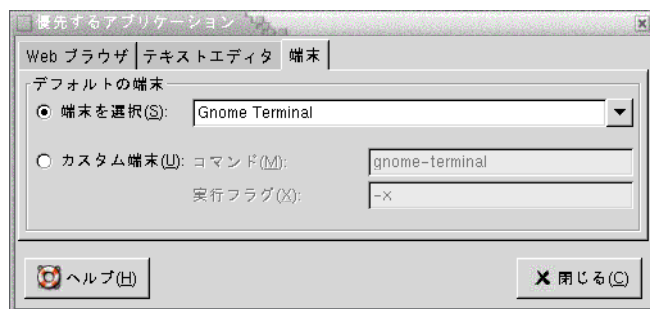 優先するアプリケーション
Web ブラウザ テキストエディタ 端末
デフォルトの端末
端末を選択(S): Gnome Terminal
カスタム端末(U): コマンド(M): gnome-terminal
実行フラグ(X): -x
ヘルプ(H) 閉じる(C)